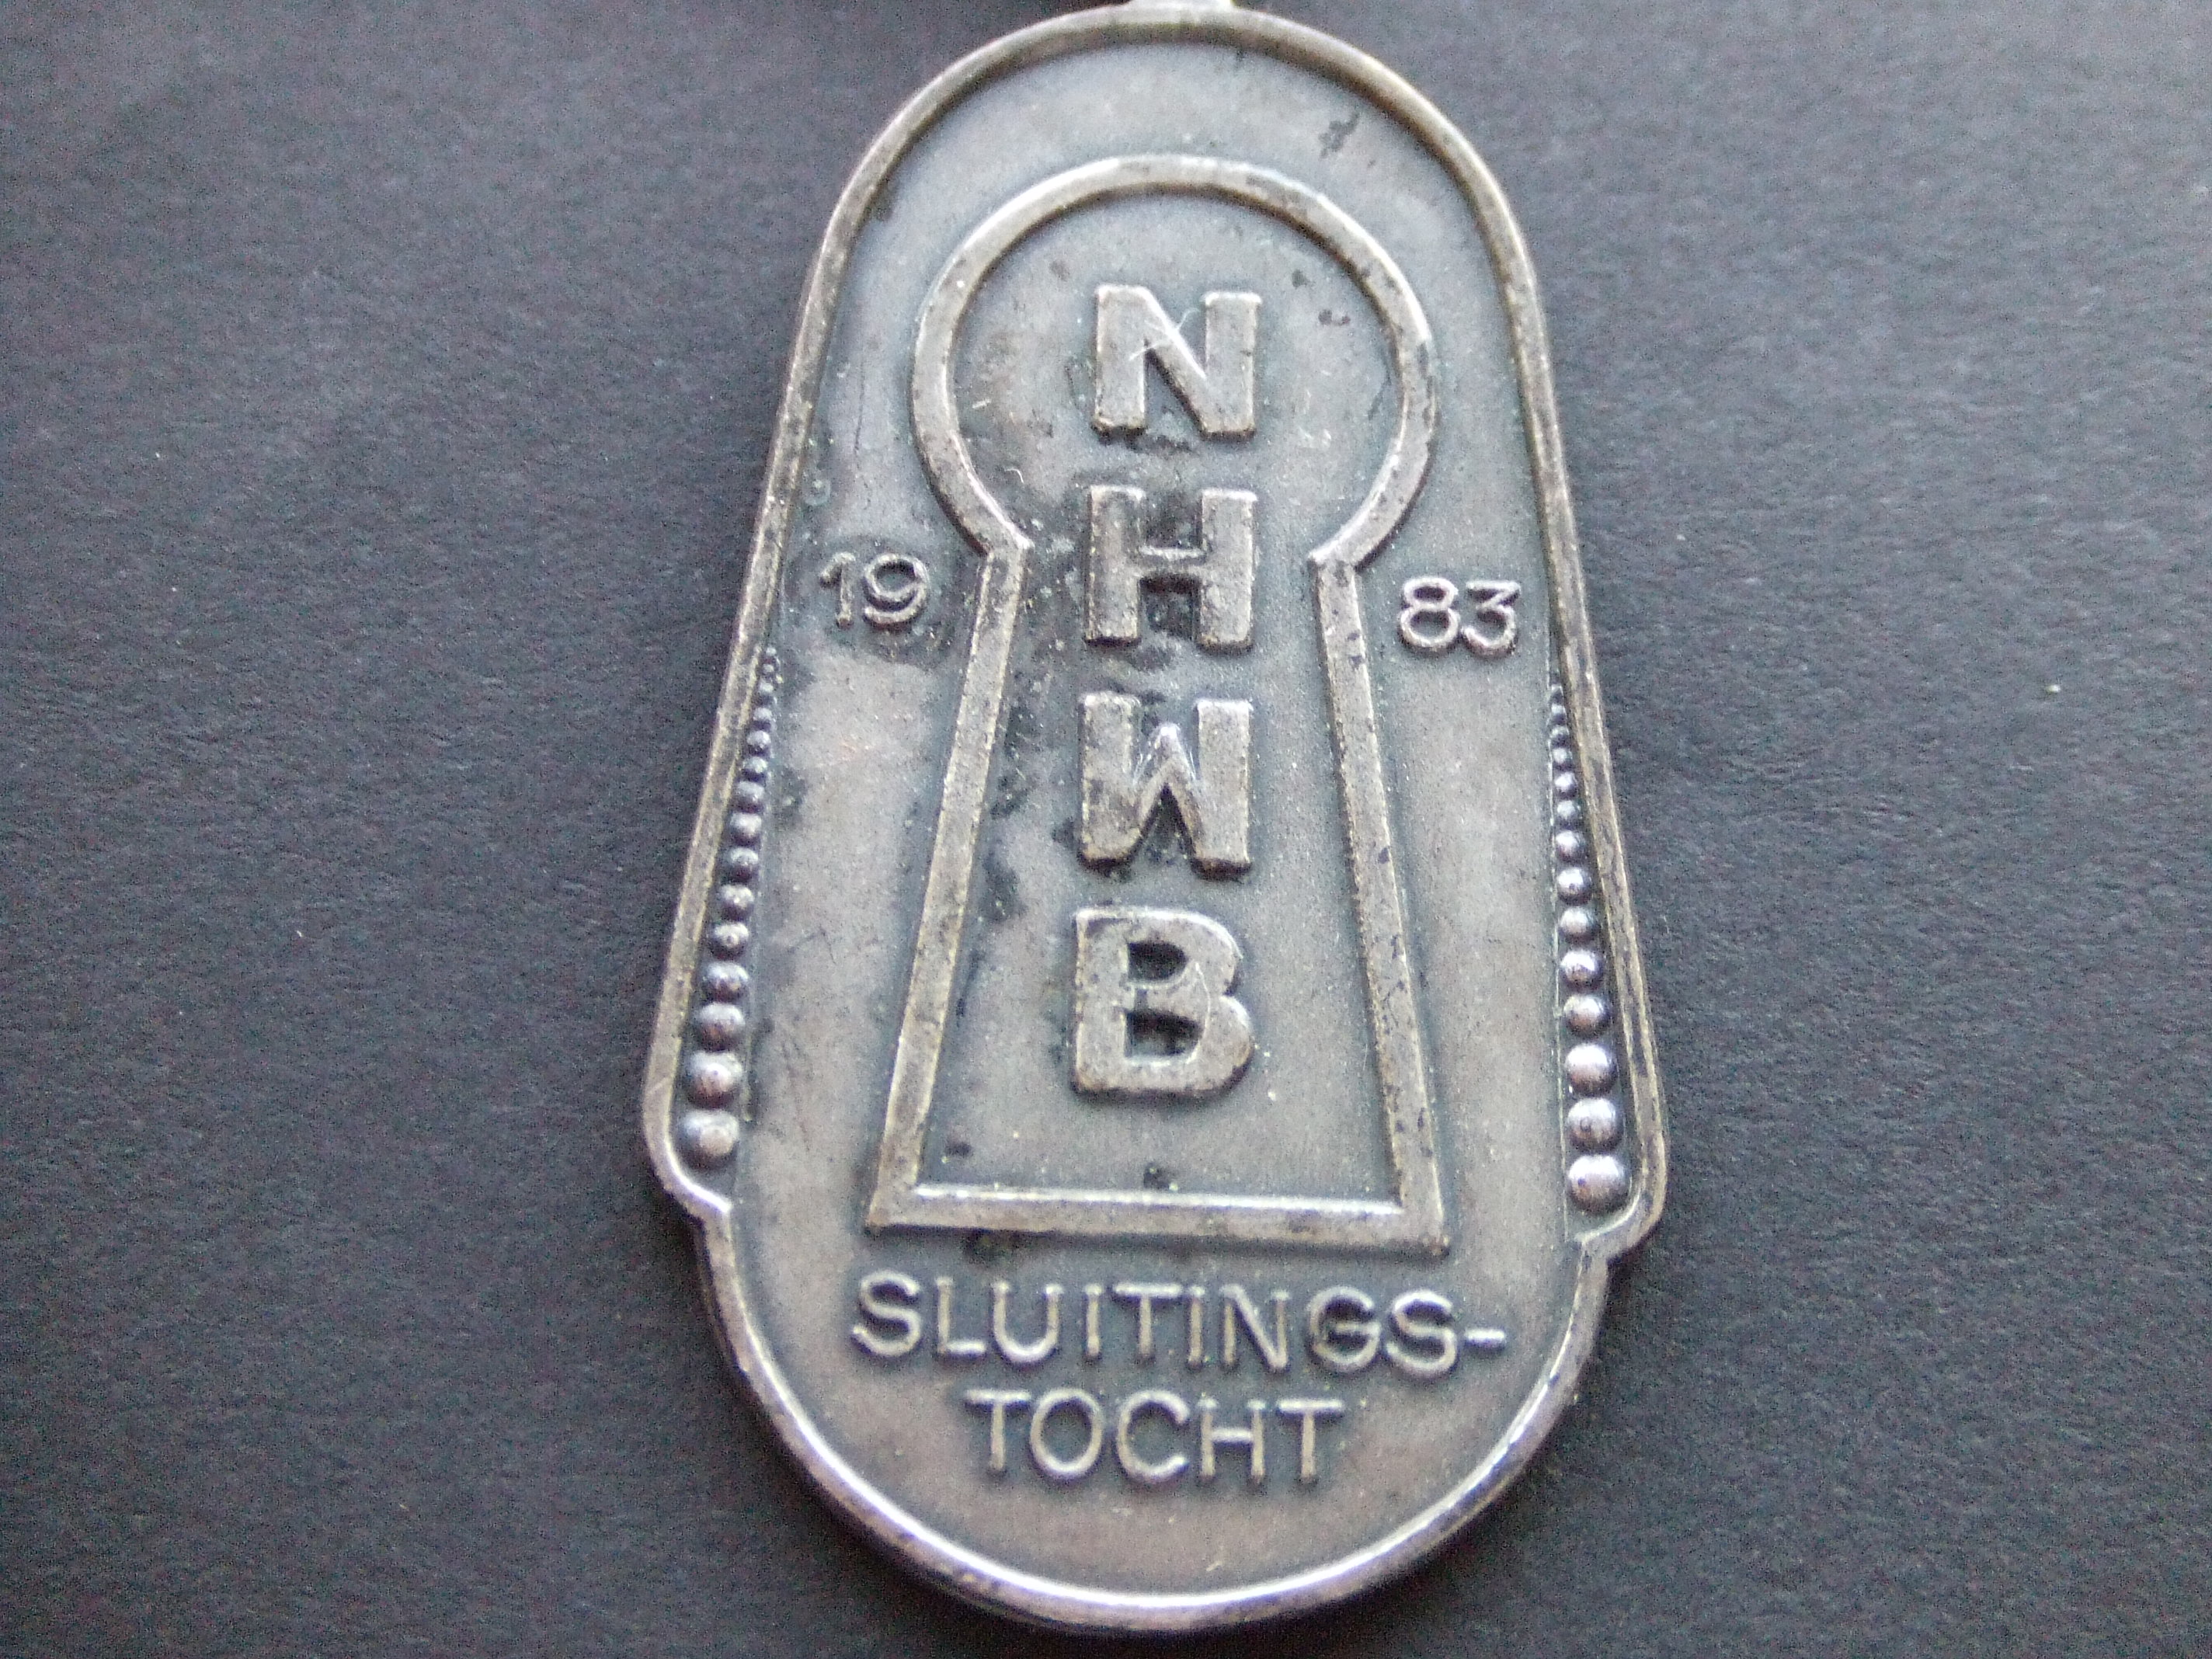 N
H
W
B
19 83
SLUITINGS-
TOCHT